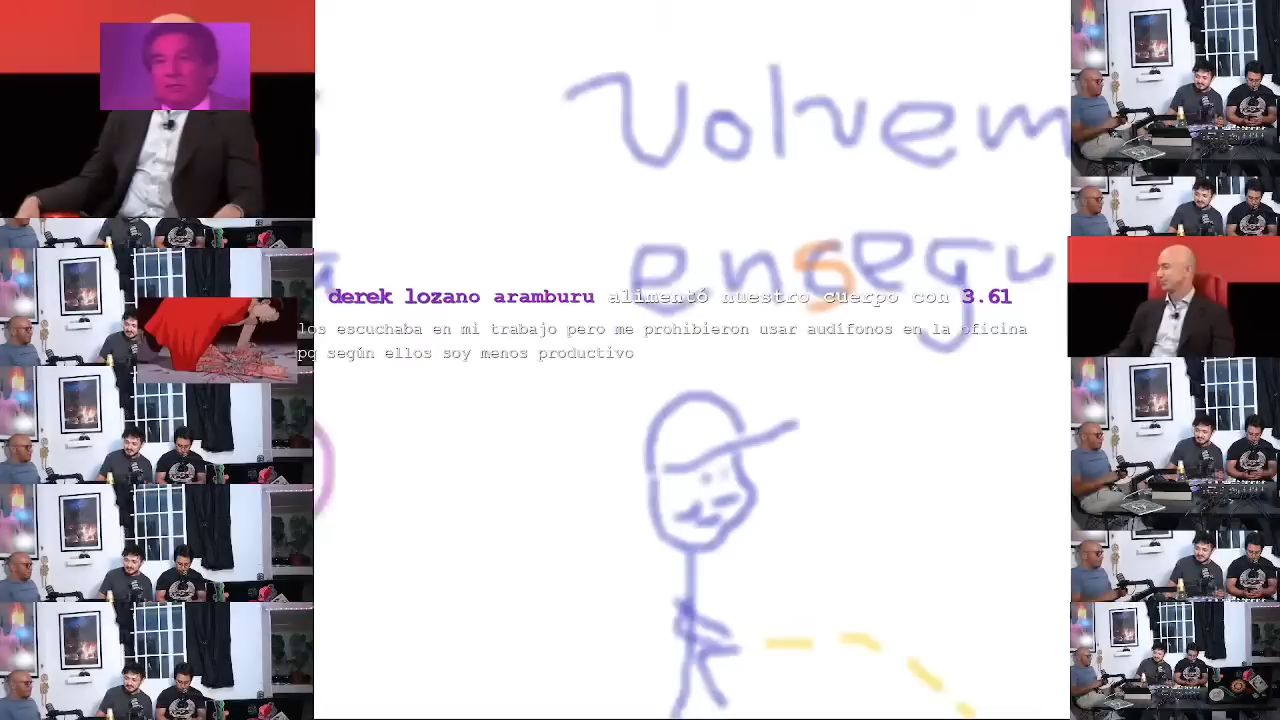 Volvem
ensegu
derek lozano aramburu alimentó nuestro cuerpo con 3.61
los escuchaba en mi trabajo pero me prohibieron usar audífonos en la oficina
pq según ellos soy menos productivo